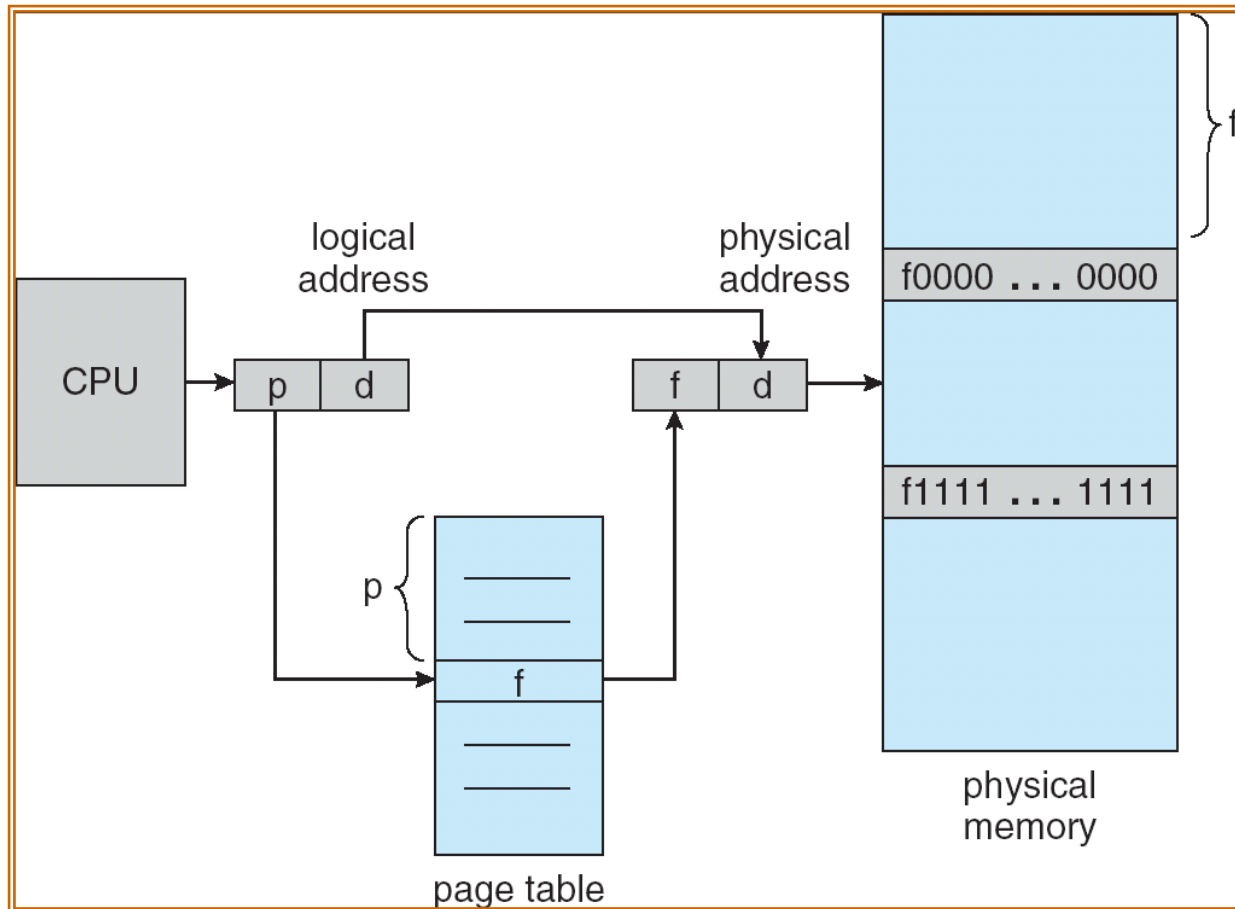 f
logical
address
physical
address
f0000 ... 0000
CPU
p d
f d
f1111 ... 1111
p
f
physical
memory
page table